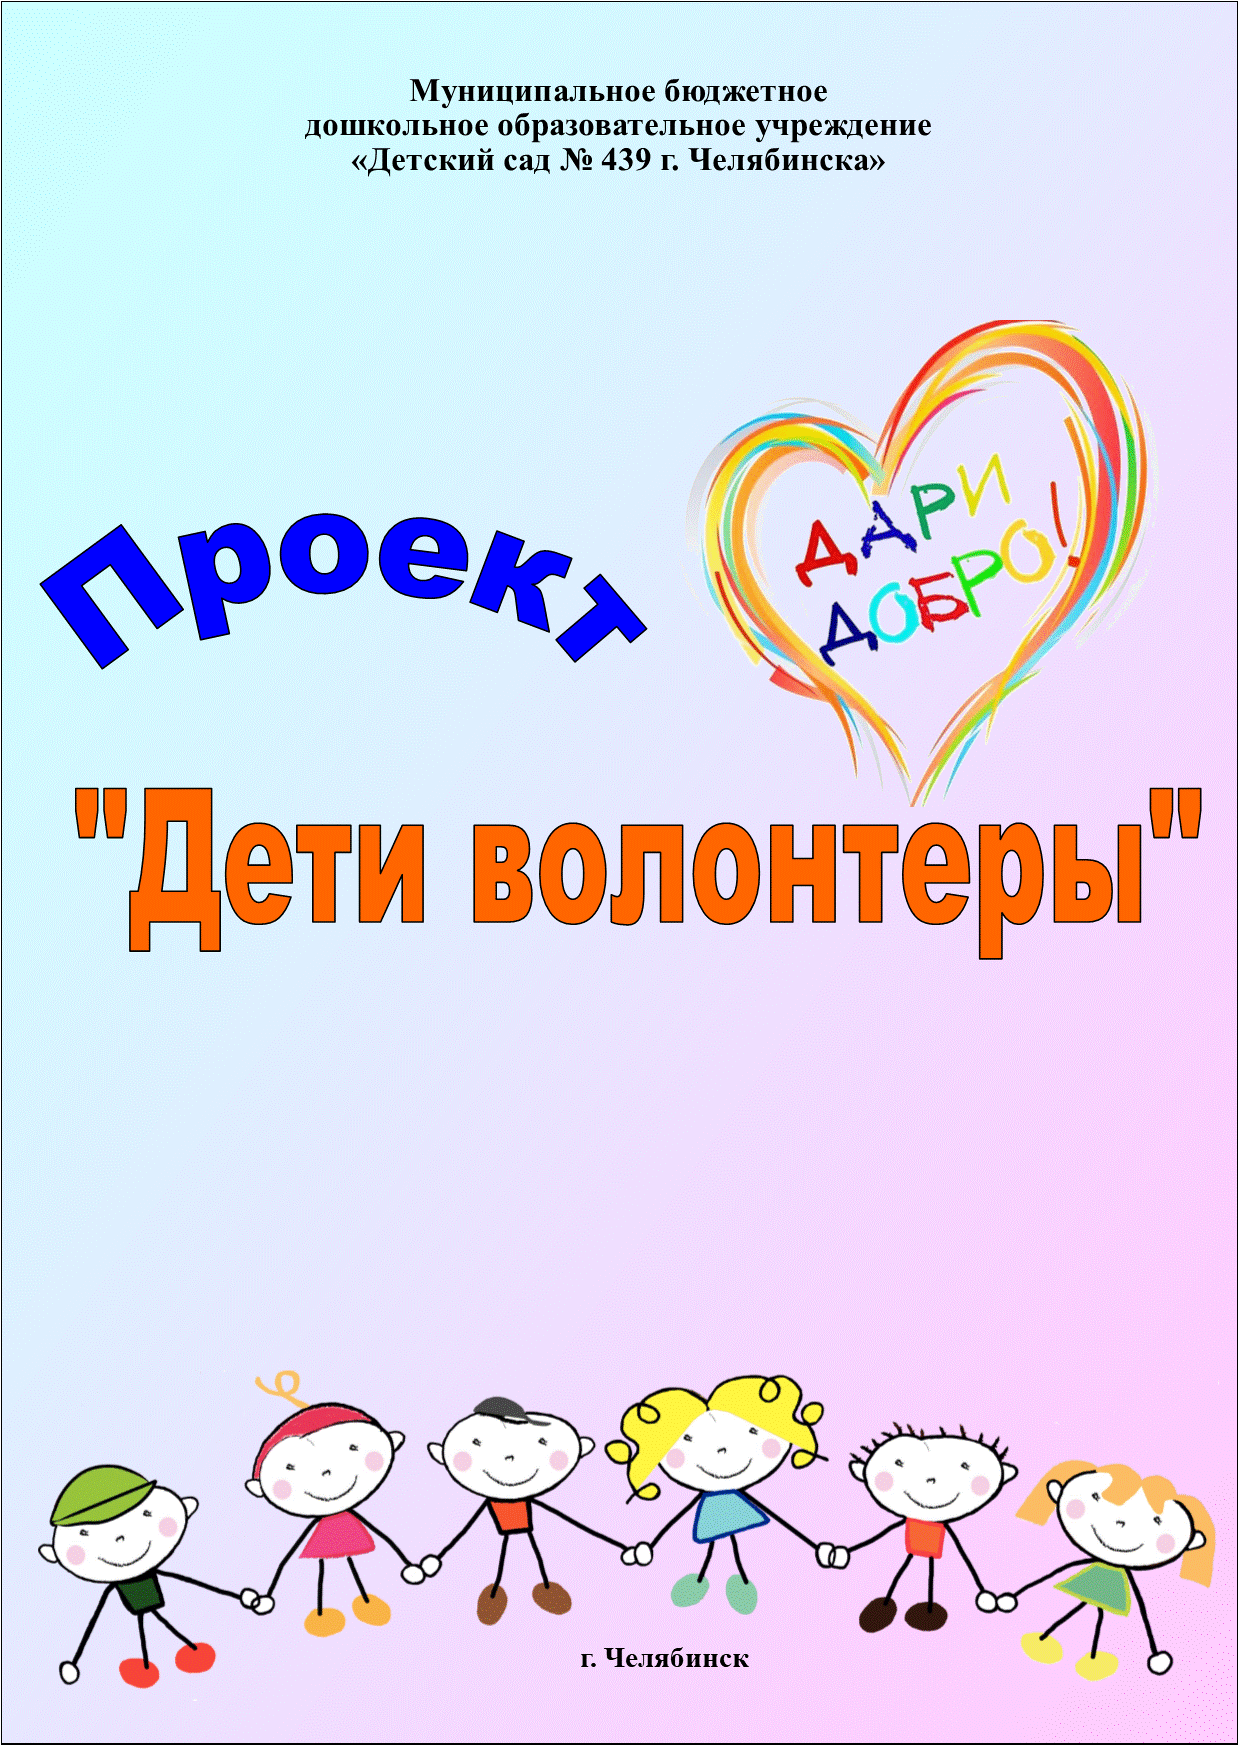 Муниципальное бюджетное
дошкольное образовательное учреждение
«Детский сад № 439 г. Челябинска»
ДАРИ
ДОБРО!
Проект
"Дети волонтеры"
г. Челябинск